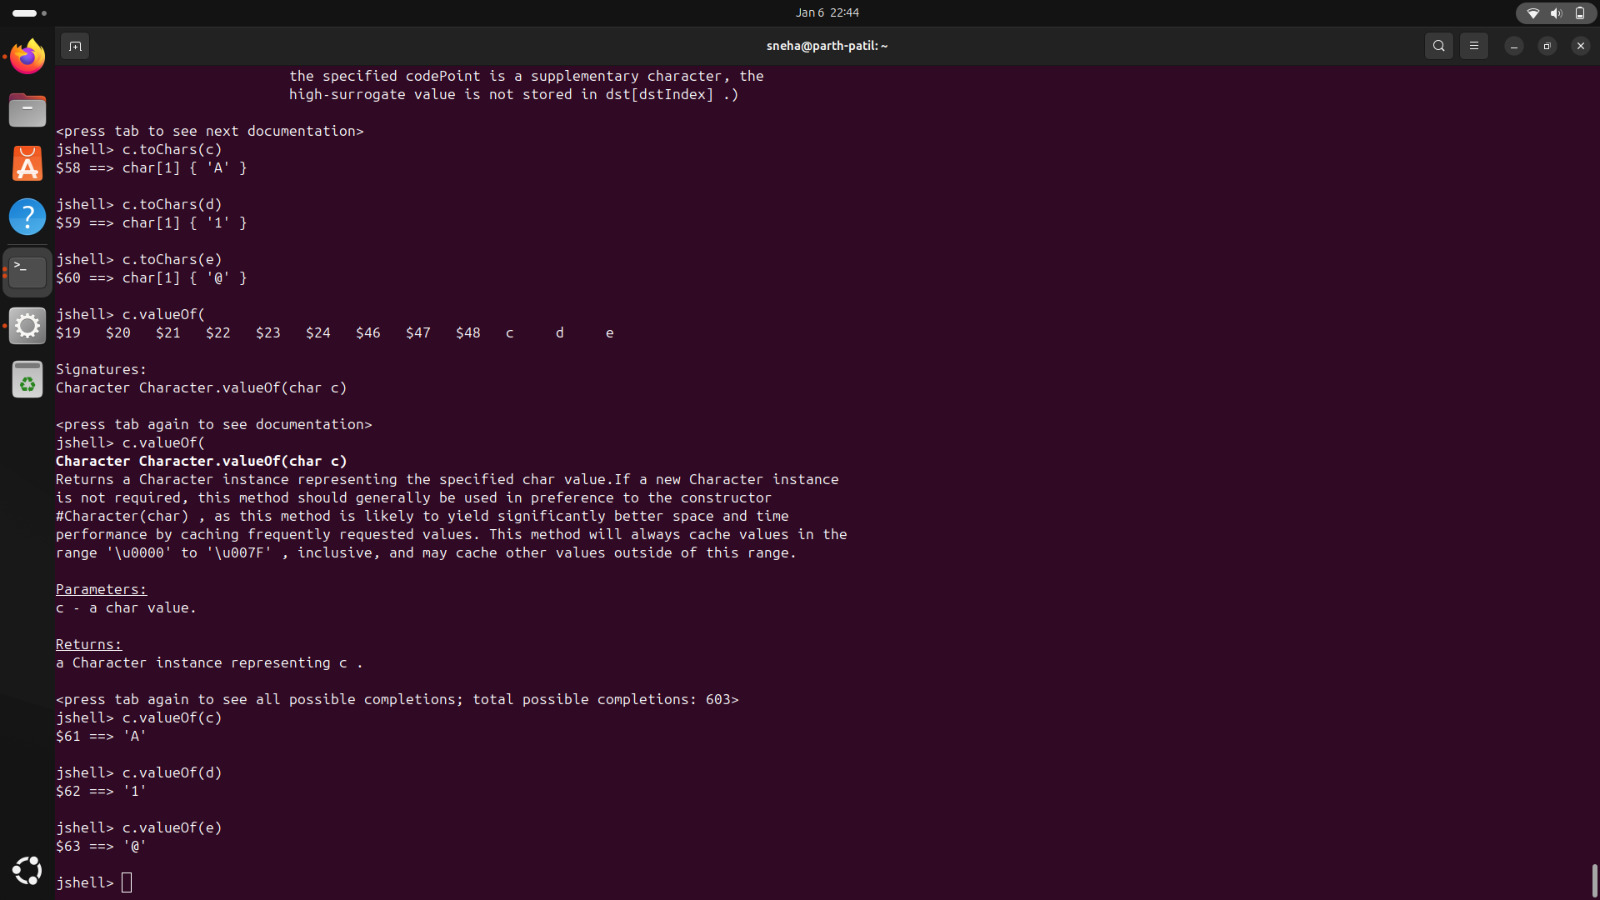 Jan 6 22:44
sneha@parth-patil: ~
the specified codePoint is a supplementary character, the
high-surrogate value is not stored in dst[dstIndex] .)
<press tab to see next documentation>
jshell> c.toChars(c)
$58 ==> char[1] { 'A' }
jshell> c.toChars(d)
$59 ==> char[1] { '1' }
jshell> c.toChars(e)
$60 ==> char[1] { '@' }
jshell> c.valueOf(
$19   $20   $21   $22   $23   $24   $46   $47   $48   c     d     e
Signatures:
Character Character.valueOf(char c)
<press tab again to see documentation>
jshell> c.valueOf(
Character Character.valueOf(char c)
Returns a Character instance representing the specified char value.If a new Character instance
is not required, this method should generally be used in preference to the constructor
#Character(char) , as this method is likely to yield significantly better space and time
performance by caching frequently requested values. This method will always cache values in the
range '\u0000' to '\u007F' , inclusive, and may cache other values outside of this range.
Parameters:
c - a char value.
Returns:
a Character instance representing c .
<press tab again to see all possible completions; total possible completions: 603>
jshell> c.valueOf(c)
$61 ==> 'A'
jshell> c.valueOf(d)
$62 ==> '1'
jshell> c.valueOf(e)
$63 ==> '@'
jshell>